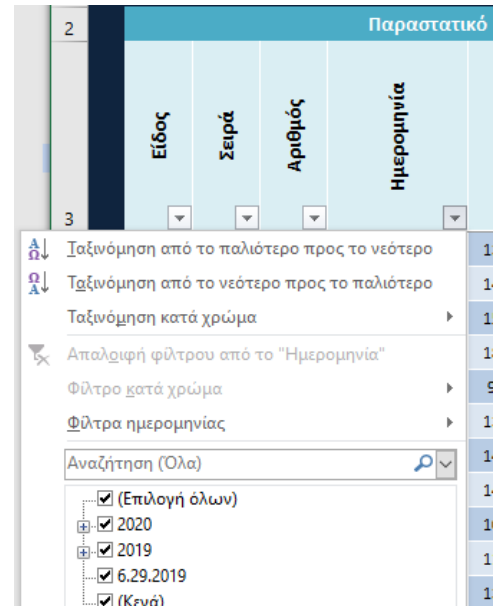 2
Παραστατικό
Είδος
Σειρά
Αριθμός
Ημερομηνία
3
Ταξινόμηση από το παλιότερο προς το νεότερο
Ταξινόμηση από το νεότερο προς το παλιότερο
Ταξινόμηση κατά χρώμα
Απαλοιφή φίλτρου από το "Ημερομηνία"
Φίλτρο κατά χρώμα
Φίλτρα ημερομηνίας
Αναζήτηση (Όλα)
(Επιλογή όλων)
2020
2019
6.29.2019
(Κενά)